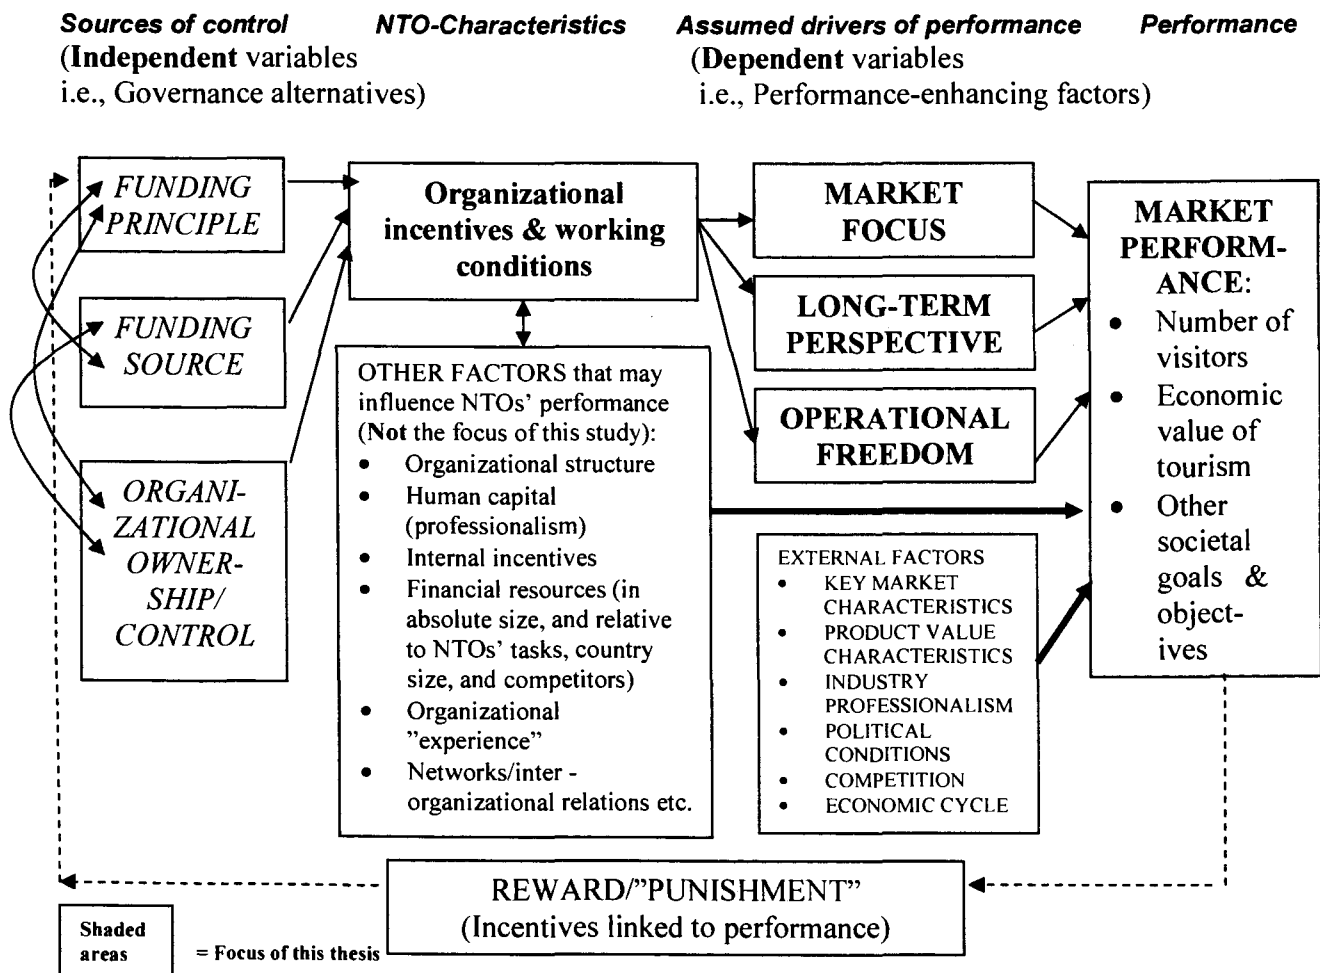 Sources of control
NTO-Characteristics
Assumed drivers of performance
Performance
(Independent variables
i.e., Governance alternatives)
(Dependent variables
i.e., Performance-enhancing factors)
FUNDING
PRINCIPLE
FUNDING
SOURCE
ORGANI-
ZATIONAL
OWNER-
SHIP/
CONTROL
Organizational
incentives & working
conditions
OTHER FACTORS that may
influence NTOs' performance
(Not the focus of this study):
• Organizational structure
• Human capital
(professionalism)
• Internal incentives
• Financial resources (in
absolute size, and relative
to NTOs' tasks, country
size, and competitors)
• Organizational
"experience"
• Networks/inter -
organizational relations etc.
MARKET
FOCUS
LONG-TERM
PERSPECTIVE
OPERATIONAL
FREEDOM
EXTERNAL FACTORS
• KEY MARKET
CHARACTERISTICS
• PRODUCT VALUE
CHARACTERISTICS
• INDUSTRY
PROFESSIONALISM
• POLITICAL
CONDITIONS
• COMPETITION
• ECONOMIC CYCLE
MARKET
PERFORM-
ANCE:
• Number of
visitors
• Economic
value of
tourism
• Other
societal
goals &
object-
ives
REWARD/"PUNISHMENT"
(Incentives linked to performance)
Shaded
areas
= Focus of this thesis